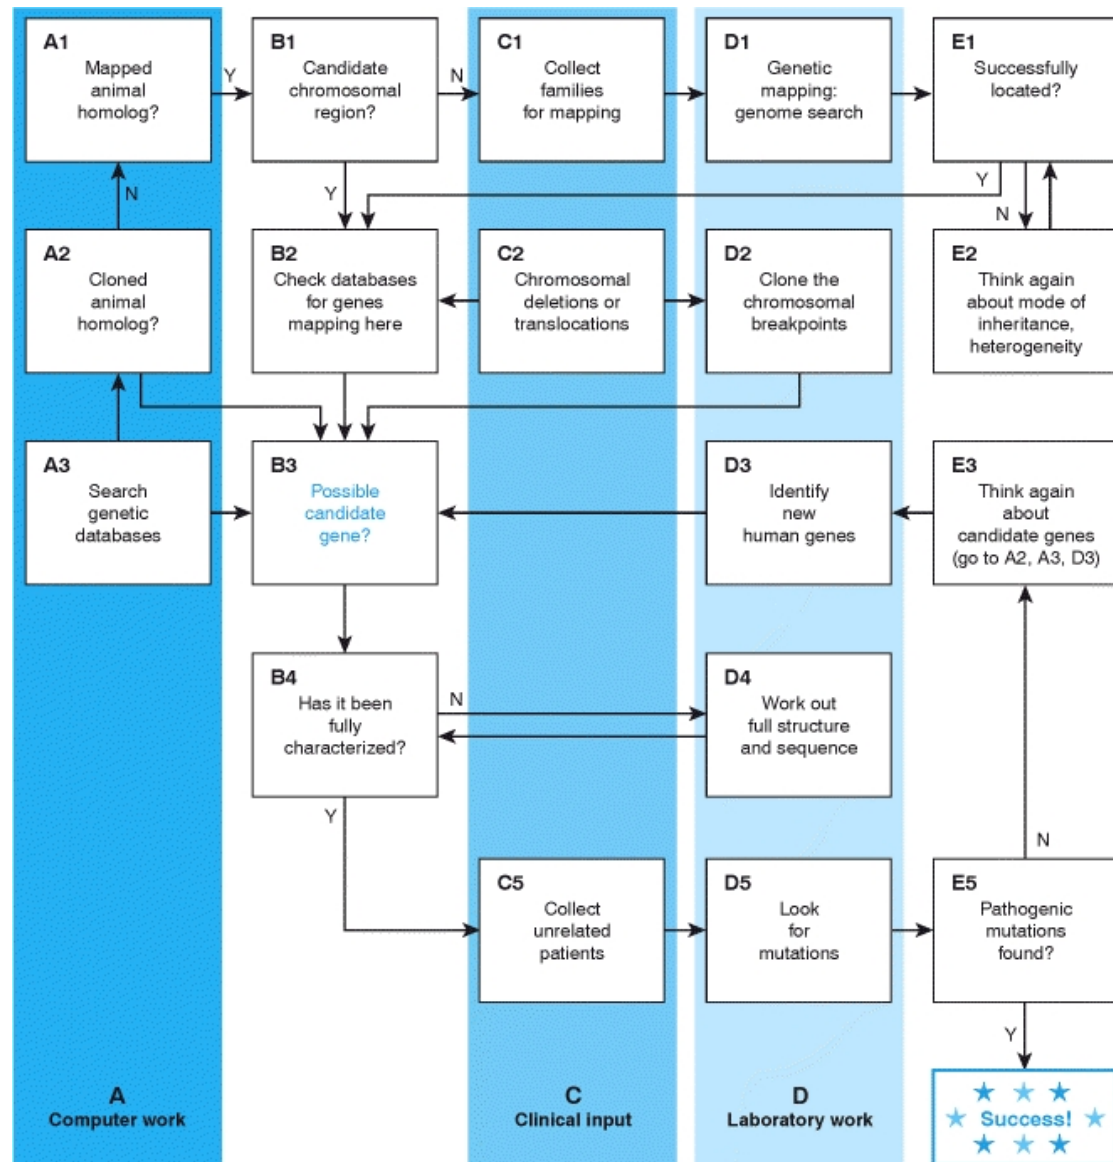 A1
Mapped
animal
homolog?
Y
B1
Candidate
chromosomal
region?
N
C1
Collect
families
for mapping
D1
Genetic
mapping:
genome search
E1
Successfully
located?
N
Y
Y
N
A2
Cloned
animal
homolog?
B2
Check databases
for genes
mapping here
C2
Chromosomal
deletions or
translocations
D2
Clone the
chromosomal
breakpoints
E2
Think again
about mode of
inheritance,
heterogeneity
A3
Search
genetic
databases
B3
Possible
candidate
gene?
D3
Identify
new
human genes
E3
Think again
about
candidate genes
(go to A2, A3, D3)
B4
Has it been
fully
characterized?
N
D4
Work out
full structure
and sequence
Y
N
C5
Collect
unrelated
patients
D5
Look
for
mutations
E5
Pathogenic
mutations
found?
Y
A
Computer work
C
Clinical input
D
Laboratory work
Success!